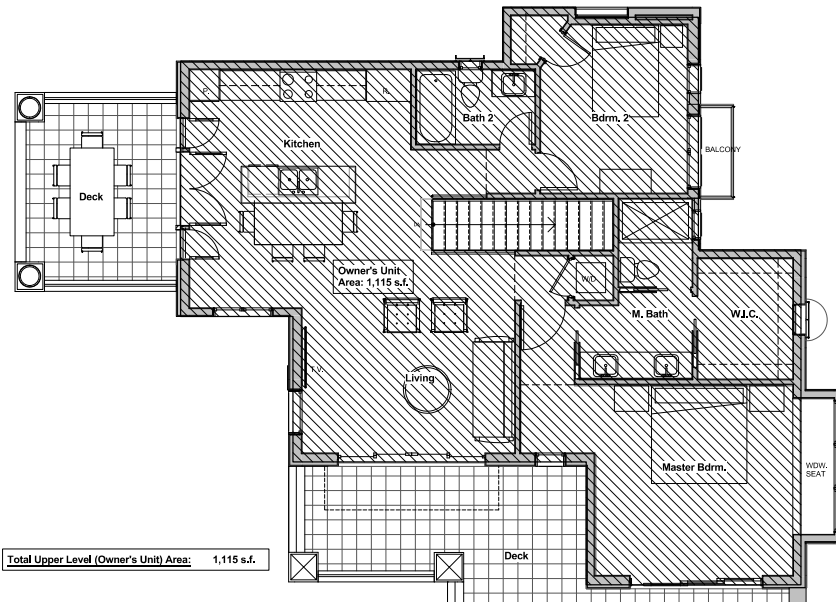 P.
R.
Bath 2
Bdrm. 2
Kitchen
BALCONY
Deck
DN
Owner's Unit
Area: 1,115 s.f.
W/D
M. Bath
W.I.C.
T.V.
Living
Master Bdrm.
WDW.
SEAT
Deck
Total Upper Level (Owner's Unit) Area: 1,115 s.f.